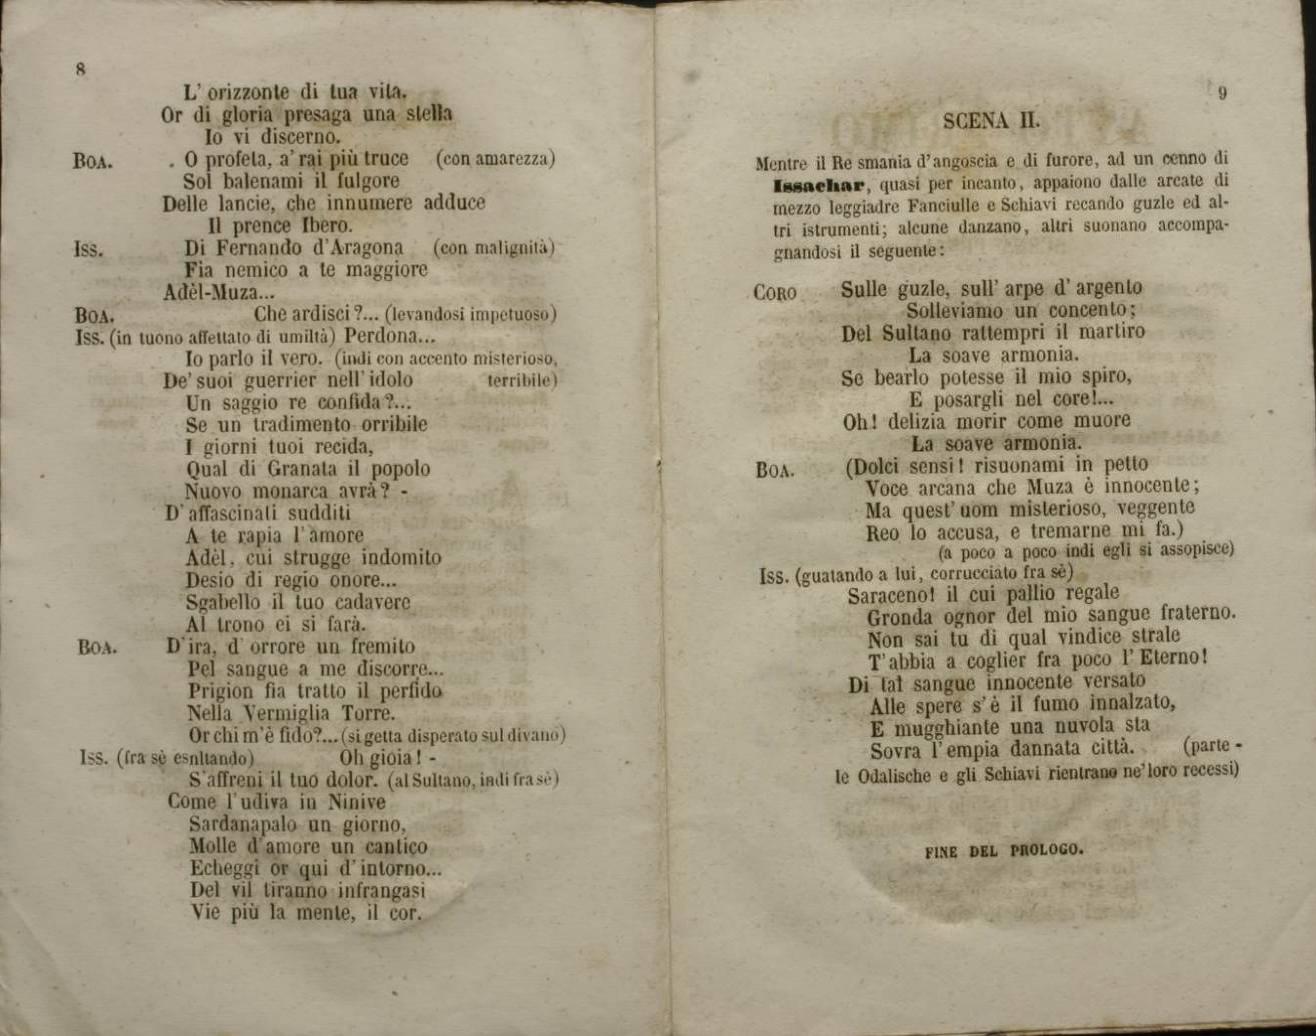 8
L' orizzonte di tua vita.
Or di gloria presaga una stella
Io vi discerno.
BOA. . O profeta, a' rai più truce (con amarezza)
Sol balenami il fulgore
Delle lancie, che innumere adduce
Il prence Ibero.
ISS. Di Fernando d'Aragona (con malignità)
Fia nemico a te maggiore
Adèl-Muza...
BOA. Che ardisci?... (levandosi impetuoso)
ISS. (in tuono affettato di umiltà) Perdona...
Io parlo il vero. (indi con accento misterioso,
De' suoi guerrier nell' idolo terribile)
Un saggio re confida?...
Se un tradimento orribile
I giorni tuoi recida,
Qual di Granata il popolo
Nuovo monarca avrà? -
D' affascinati sudditi
A te rapia l'amore
Adèl, cui strugge indomito
Desio di regio onore...
Sgabello il tuo cadavere
Al trono ei si farà.
BOA. D'ira, d' orrore un fremito
Pel sangue a me discorre...
Prigion fia tratto il perfido
Nella Vermiglia Torre.
Or chi m'è fido?... (si getta disperato sul divano)
ISS. (fra sè esultando) Oh gioia! -
S'affreni il tuo dolor. (al Sultano, indi fra sè)
Come l'udiva in Ninive
Sardanapalo un giorno,
Molle d'amore un cantico
Echeggi or qui d' intorno...
Del vil tiranno infrangasi
Vie più la mente, il cor.
9
SCENA II.
Mentre il Re smania d'angoscia e di furore, ad un cenno di
Issachar, quasi per incanto, appaiono dalle arcate di
mezzo leggiadre Fanciulle e Schiavi recando guzle ed al-
tri istrumenti; alcune danzano, altri suonano accompa-
gnandosi il seguente:
CORO Sulle guzle, sull' arpe d' argento
Solleviamo un concento;
Del Sultano rattempri il martiro
La soave armonia.
Se bearlo potesse il mio spiro,
E posargli nel core!...
Oh! delizia morir come muore
La soave armonia.
BOA. (Dolci sensi! risuonami in petto
Voce arcana che Muza è innocente;
Ma quest' uom misterioso, veggente
Reo lo accusa, e tremarne mi fa.)
(a poco a poco indi egli si assopisce)
ISS. (guatando a lui, corrucciato fra sè)
Saraceno! il cui pallio regale
Gronda ognor del mio sangue fraterno.
Non sai tu di qual vindice strale
T' abbia a coglier fra poco l' Eterno!
Di tal sangue innocente versato
Alle spere s' è il fumo innalzato,
E mugghiante una nuvola sta
Sovra l' empia dannata città. (parte -
le Odalische e gli Schiavi rientrano ne' loro recessi)
FINE DEL PROLOGO.